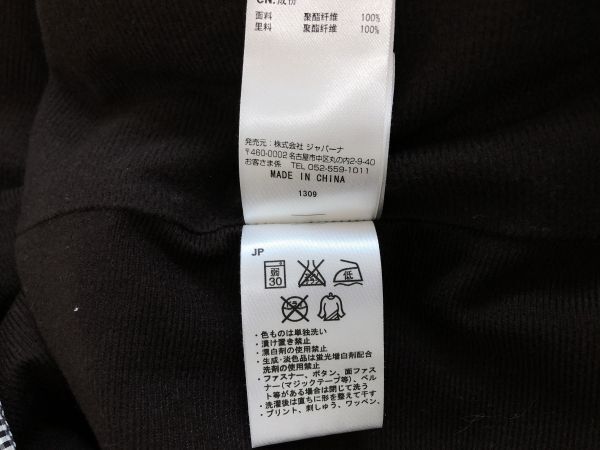 CN:成份
面料 聚酯纤维 100%
里料 聚酯纤维 100%
発売元：株式会社 ジャパーナ
〒460-0002 名古屋市中区丸の内2-9-40
お客さま係 TEL 052-559-1011
MADE IN CHINA
1309
JP
弱 30 低
・色ものは単独洗い
・漬け置き禁止
・漂白剤の使用禁止
・生成・淡色品は蛍光増白剤配合
洗剤の使用禁止
・ファスナー、ボタン、面ファス
ナー(マジックテープ等)、ベル
ト等がある場合は閉じて洗う
・洗濯後は直ちに形を整えて干す
・プリント、刺しゅう、ワッペン、